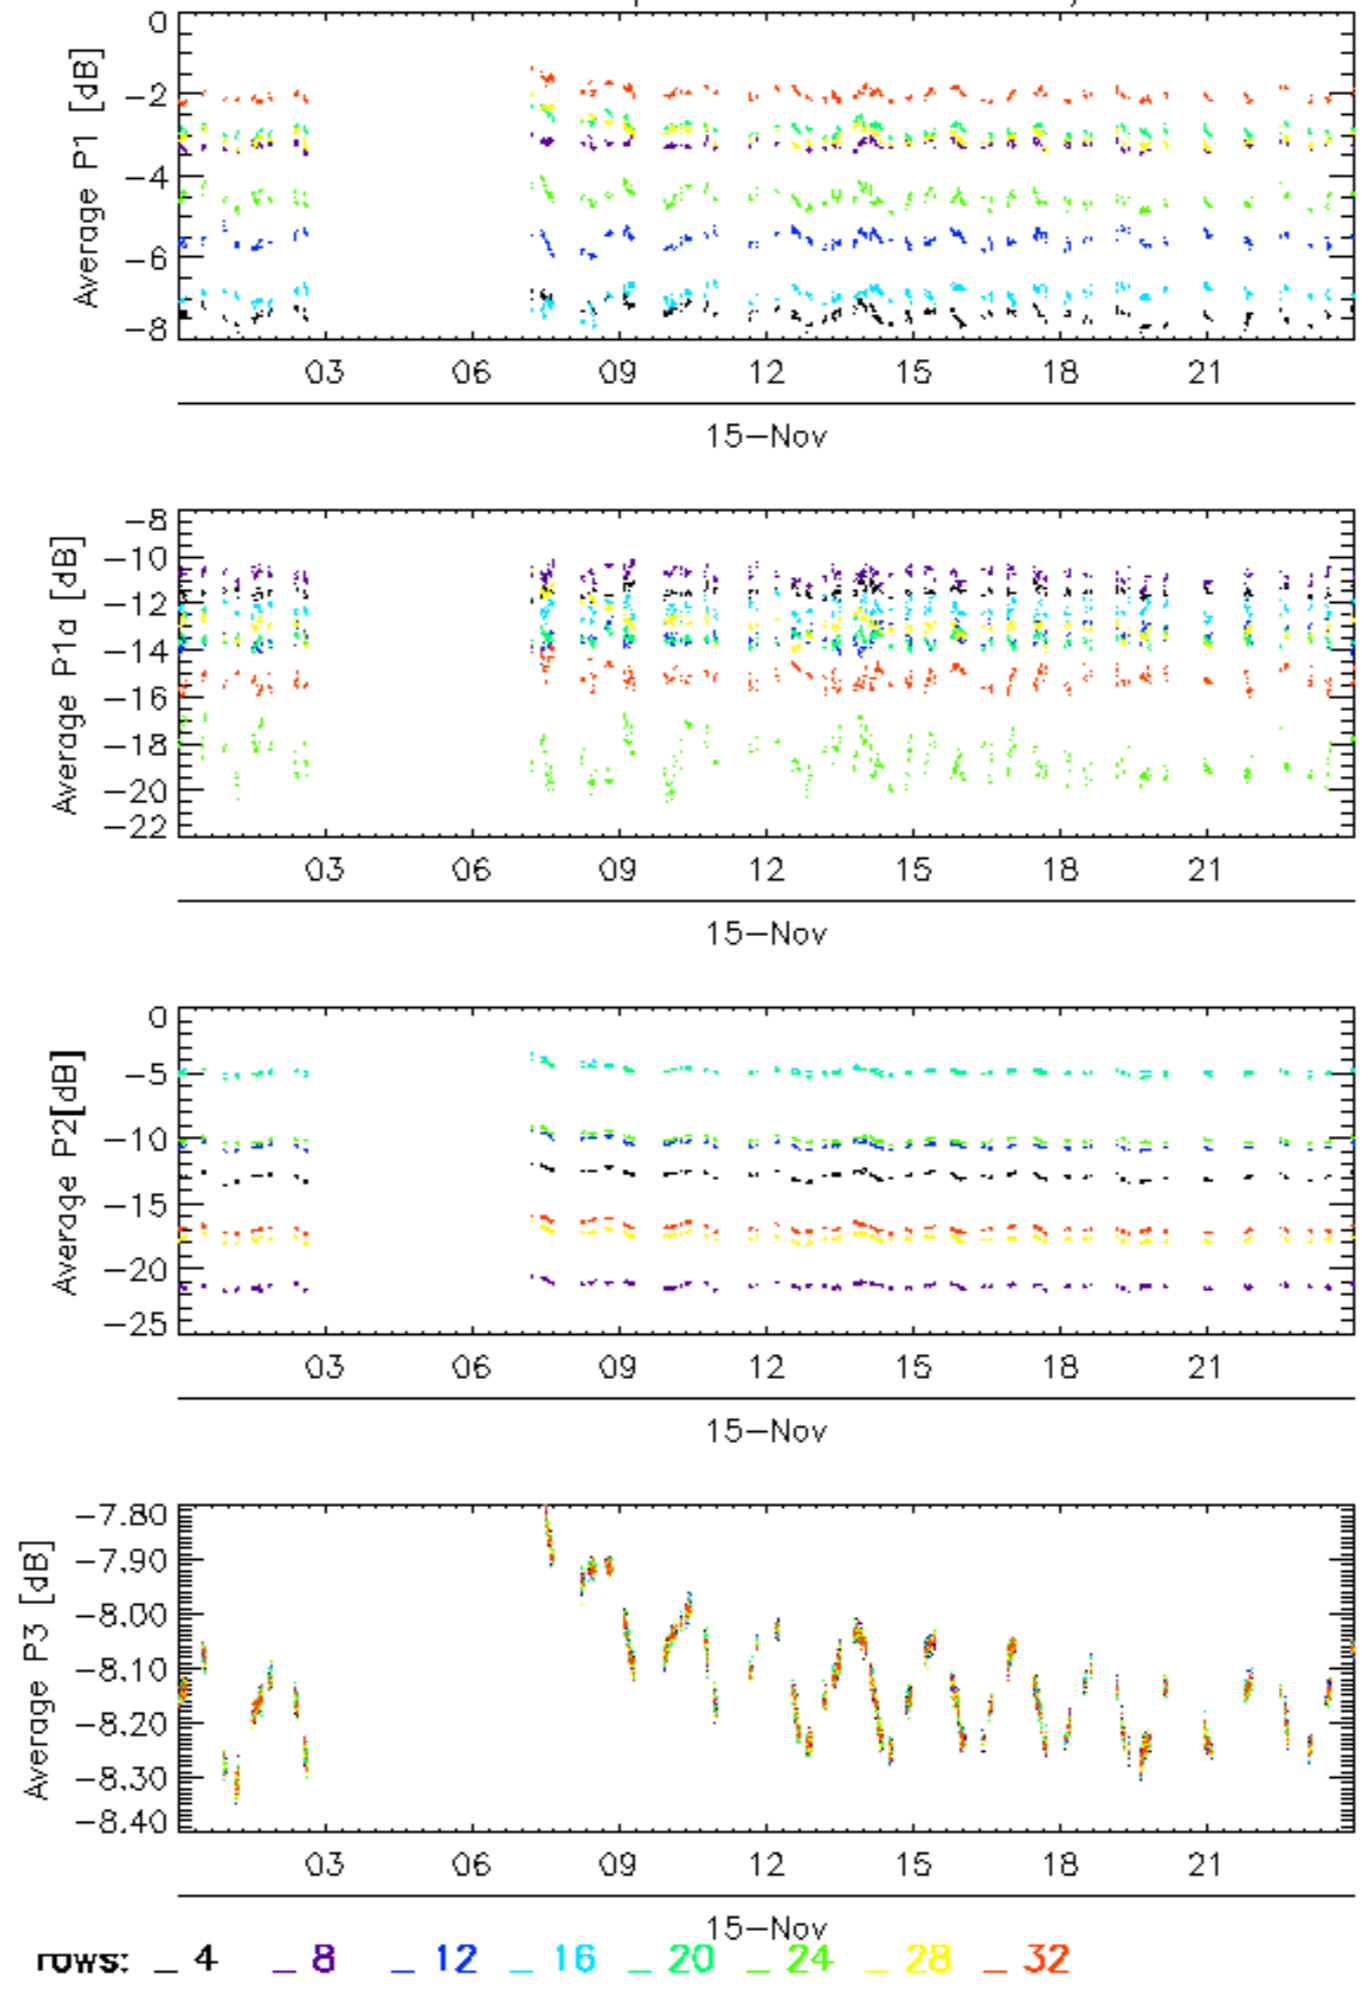 0
−2
−4
−6
−8
Average P1 [dB]
03 06 09 12 15 18 21
15−Nov
−8
−10
−12
−14
−16
−18
−20
−22
Average P1a [dB]
03 06 09 12 15 18 21
15−Nov
0
−5
−10
−15
−20
−25
Average P2[dB]
03 06 09 12 15 18 21
15−Nov
−7.80
−7.90
−8.00
−8.10
−8.20
−8.30
−8.40
Average P3 [dB]
03 06 09 12 15 18 21
15−Nov
rows: _ 4 _ 8 _ 12 _ 16 _ 20 _ 24 _ 28 _ 32